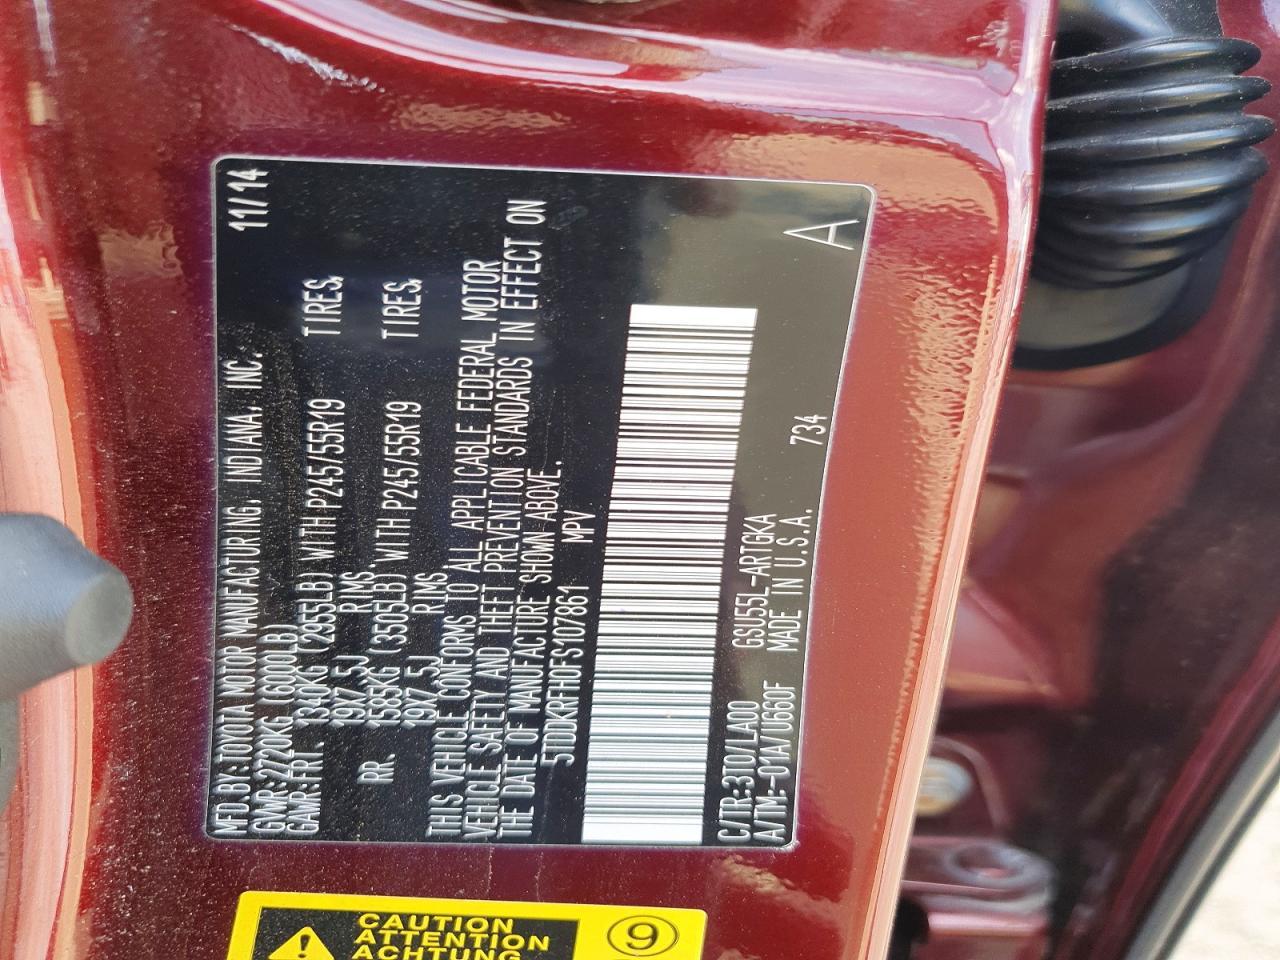 MFD.BY:TOYOTA MOTOR MANUFACTURING, INDIANA, INC. 11/14
GVWR:2720KG (6000LB)
GAWR:FRT. 1340KG (2955LB) WITH P245/55R19 TIRES,
19X7.5J RIMS.
RR. 1585KG (3505LB) WITH P245/55R19 TIRES,
19X7.5J RIMS.
THIS VEHICLE CONFORMS TO ALL APPLICABLE FEDERAL MOTOR
VEHICLE SAFETY AND THEFT PREVENTION STANDARDS IN EFFECT ON
THE DATE OF MANUFACTURE SHOWN ABOVE.
5TDDKRFH0FS107861 MPV
C/TR:3Q3/LA00 GSU55L-ARTGKA
A/TM:-01A/U660F MADE IN U.S.A. 734
A
CAUTION
ATTENTION
ACHTUNG
9